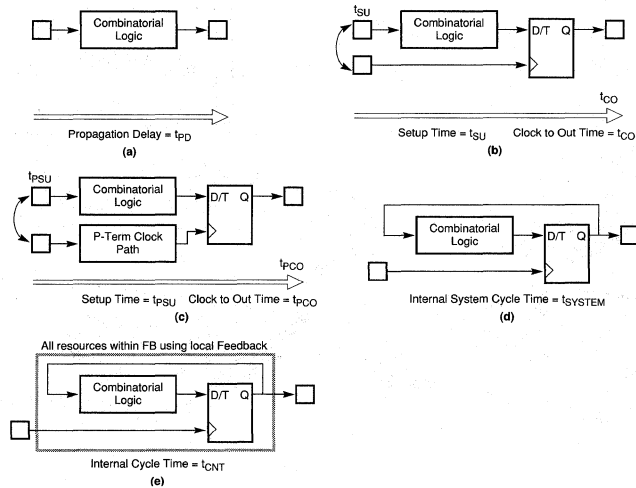 Combinatorial
Logic
Propagation Delay = tPD
(a)
tSU
Combinatorial
Logic
D/T Q
tCO
Setup Time = tSU Clock to Out Time = tCO
(b)
tPSU
Combinatorial
Logic
D/T Q
P-Term Clock
Path
tPCO
Setup Time = tPSU Clock to Out Time = tPCO
(c)
Combinatorial
Logic
D/T Q
Internal System Cycle Time = tSYSTEM
(d)
All resources within FB using local Feedback
Combinatorial
Logic
D/T Q
Internal Cycle Time = tCNT
(e)